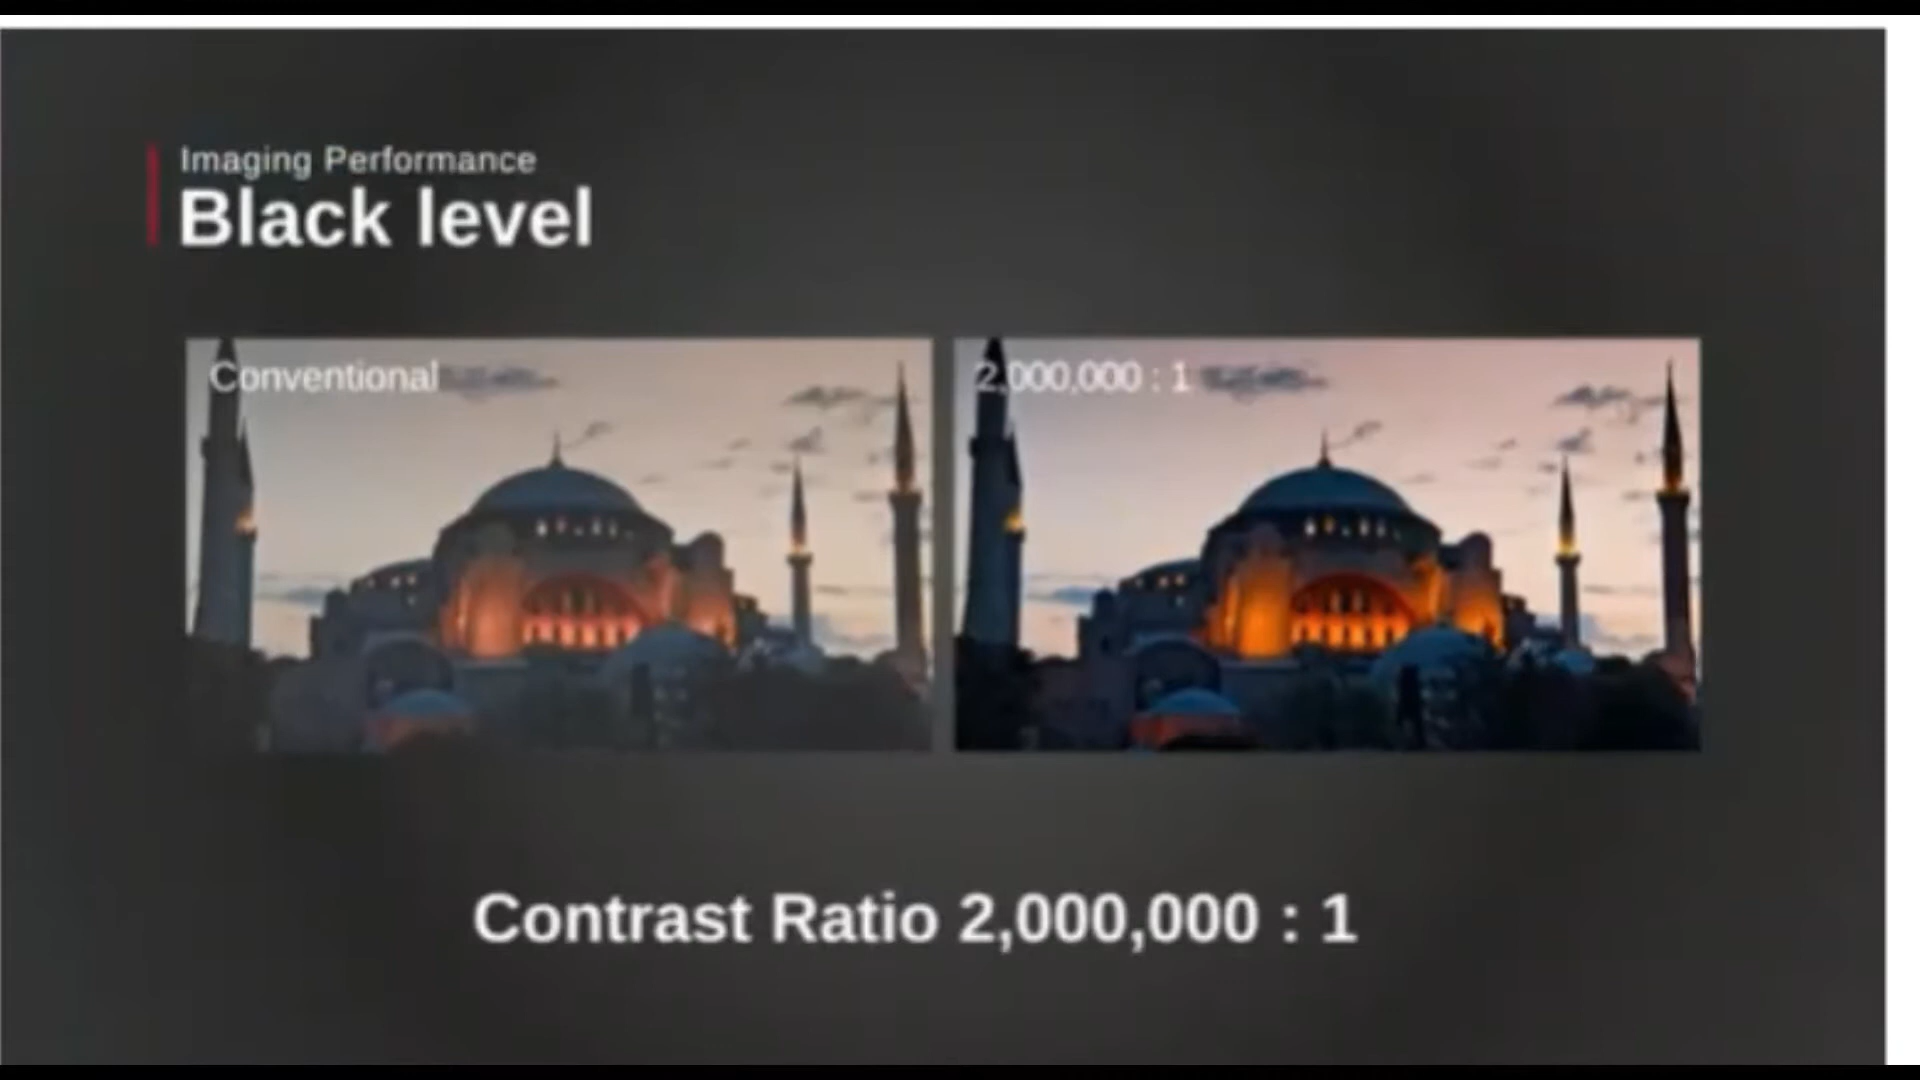 Imaging Performance
Black level
Conventional
2,000,000 : 1
Contrast Ratio 2,000,000 : 1